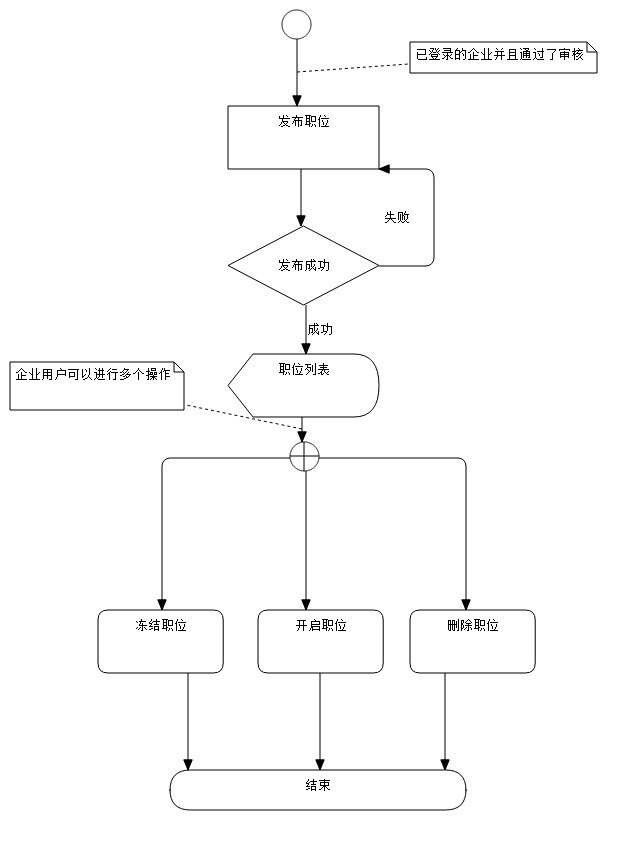 已登录的企业并且通过了审核
发布职位
失败
发布成功
成功
职位列表
企业用户可以进行多个操作
冻结职位
开启职位
删除职位
结束